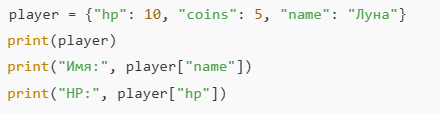 player = {"hp": 10, "coins": 5, "name": "Луна"}
print(player)
print("Имя:", player["name"])
print("HP:", player["hp"])